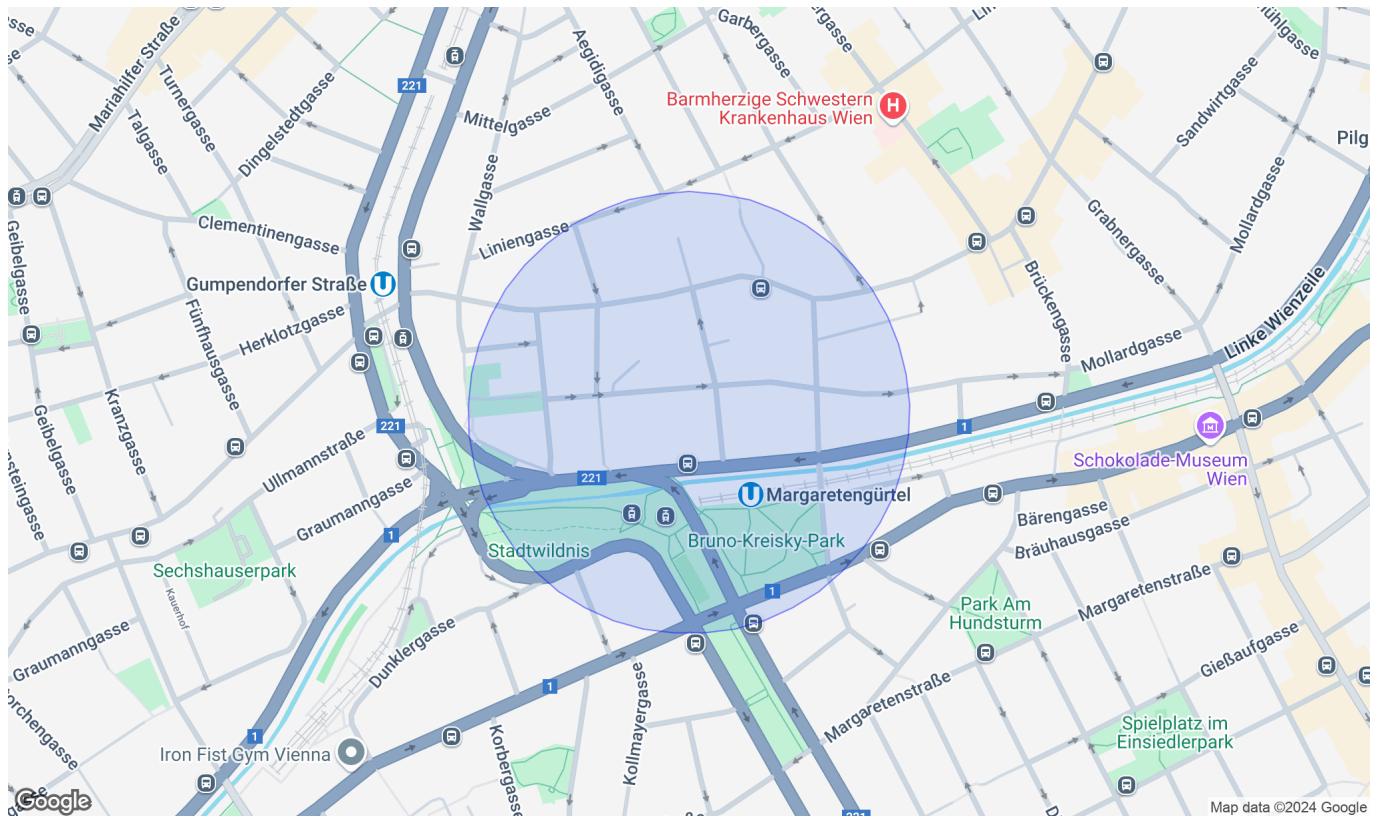 Garbergasse
Mariahilfer Straße
Turnergasse
Talgasse
Dingelstedtgasse
221
Mittelgasse
Aegidigasse
Barmherzige Schwestern
Krankenhaus Wien
H
Sandwirtgasse
Mollardgasse
Pilg
Geibelgasse
Clementinengasse
Wallgasse
Liniengasse
Grabnergasse
Gumpendorfer Straße
U
Brückengasse
Linke Wienzeile
Fünfhausgasse
Herklotzgasse
Mollardgasse
Geibelgasse
Kranzgasse
221
1
Ullmannstraße
Schokolade-Museum
Wien
221
Graumanngasse
U
Margaretengürtel
Bärengasse
Bräuhausgasse
1
Stadtwildnis
Bruno-Kreisky-Park
Sechshauserpark
Kauerhof
1
Margaretenstraße
Park Am
Hundsturm
Graumanngasse
Dunklergasse
Gießaufgasse
1
Kollmayergasse
Margaretenstraße
Korbergasse
1
Iron Fist Gym Vienna
Spielplatz im
Einsiedlerpark
Google
221
Map data ©2024 Google